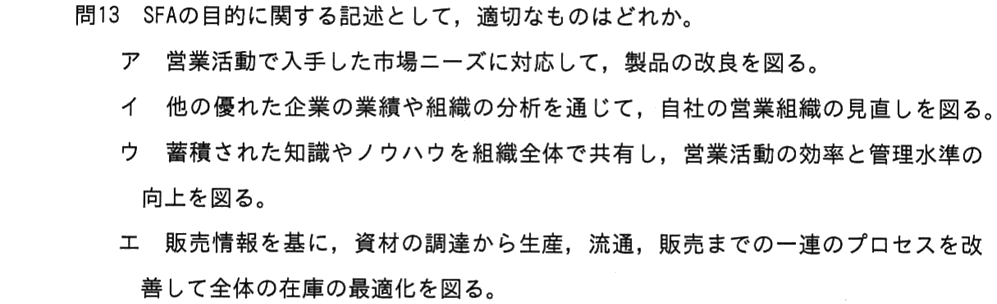 問13　SFAの目的に関する記述として，適切なものはどれか。
ア　営業活動で入手した市場ニーズに対応して，製品の改良を図る。
イ　他の優れた企業の業績や組織の分析を通じて，自社の営業組織の見直しを図る。
ウ　蓄積された知識やノウハウを組織全体で共有し，営業活動の効率と管理水準の
向上を図る。
エ　販売情報を基に，資材の調達から生産，流通，販売までの一連のプロセスを改
善して全体の在庫の最適化を図る。